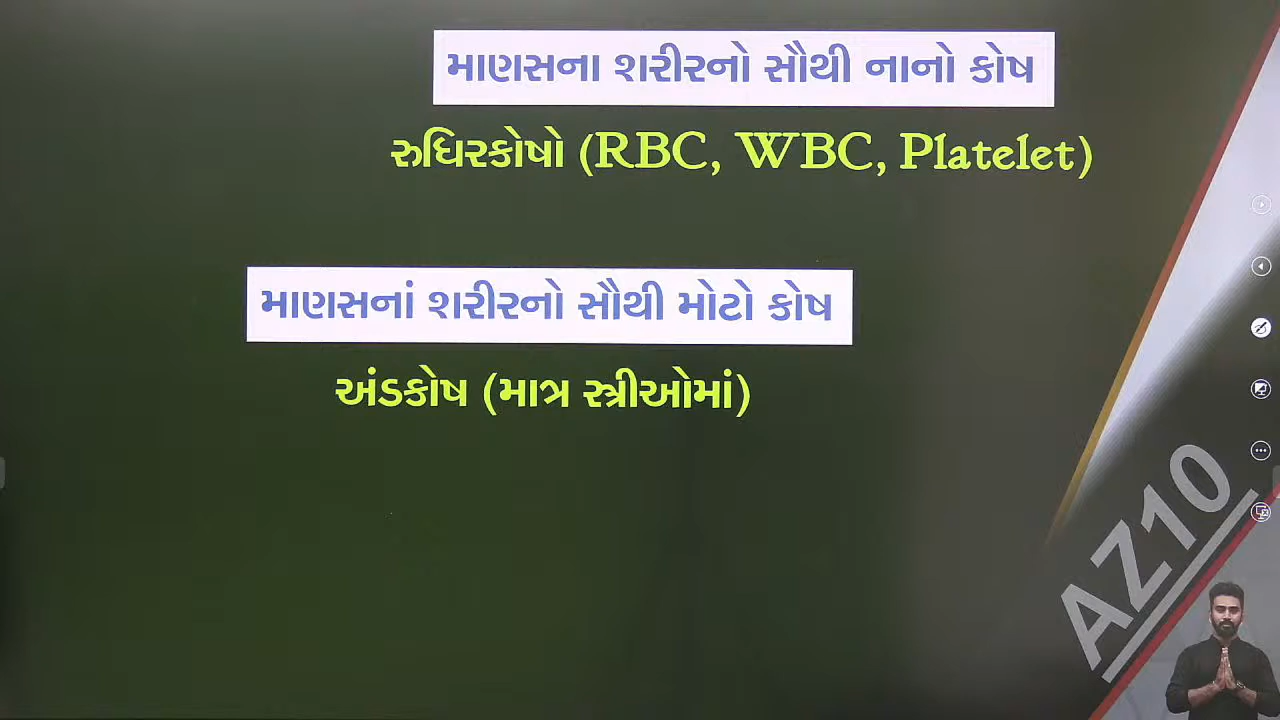 માણસના શરીરનો સૌથી નાનો કોષ
રુધિરકોષો (RBC, WBC, Platelet)
માણસનાં શરીરનો સૌથી મોટો કોષ
અંડકોષ (માત્ર સ્ત્રીઓમાં)
AZ10